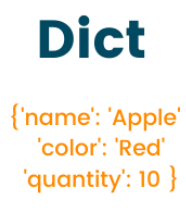 Dict
{'name': 'Apple'
'color': 'Red'
'quantity': 10 }